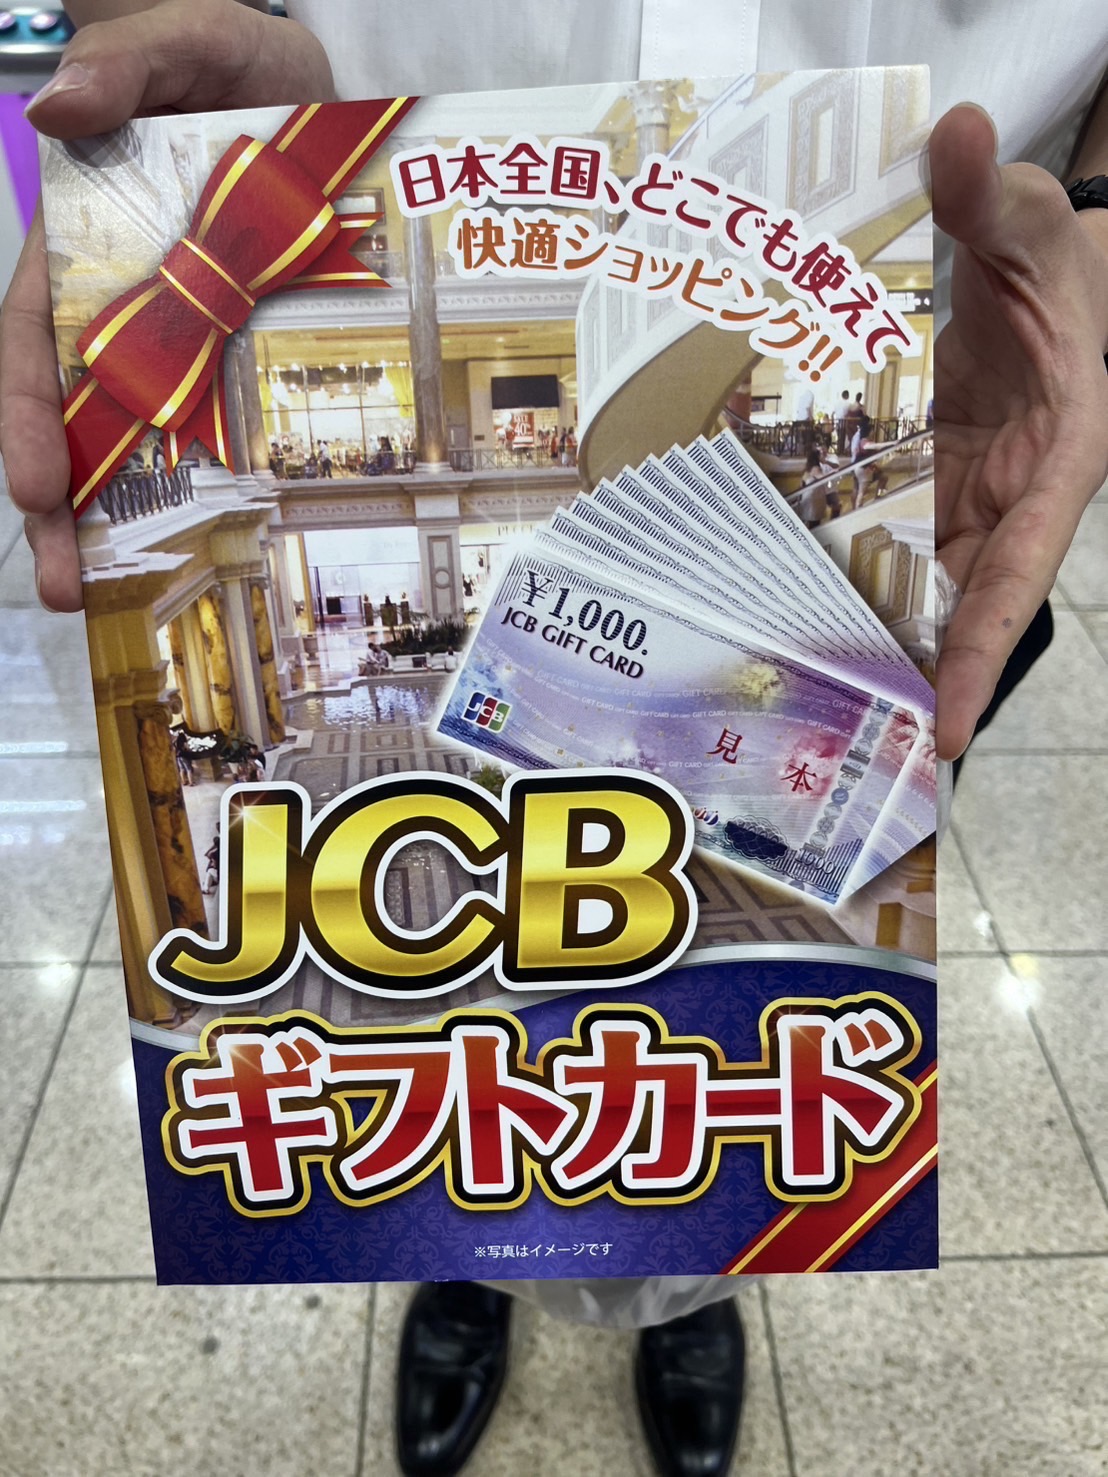 日本全国、どこでも使えて
快適ショッピング!!
¥1,000.
JCB GIFT CARD
JCB
見本
JCB
ギフトカード
※写真はイメージです